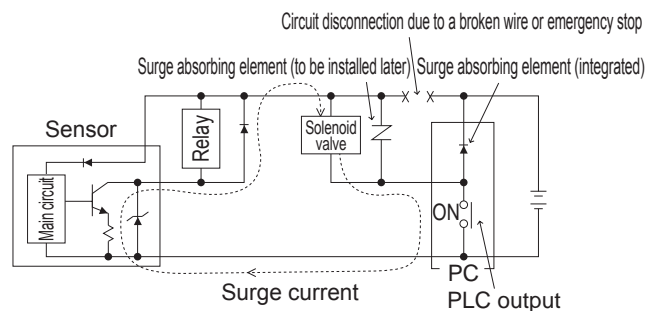 Circuit disconnection due to a broken wire or emergency stop
Surge absorbing element (to be installed later)
Surge absorbing element (integrated)
Sensor
Relay
Solenoid
valve
Main circuit
ON
PC
Surge current
PLC output